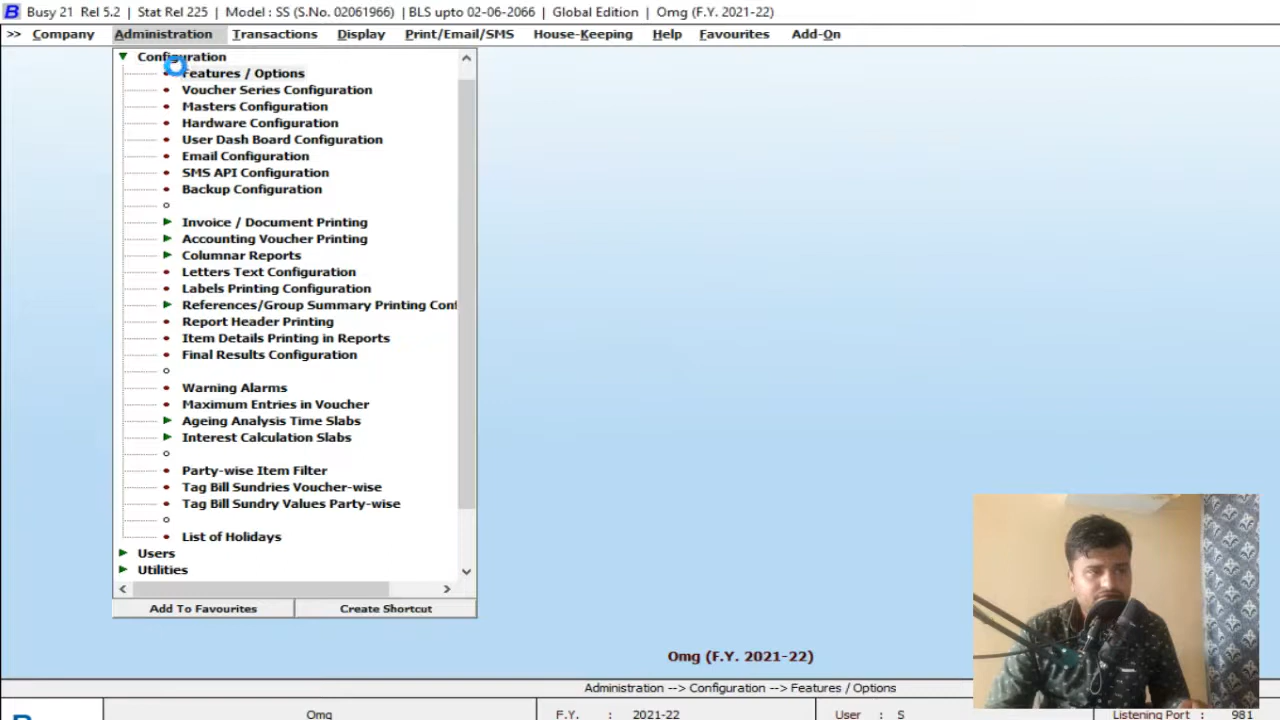 Busy 21 Rel 5.2 | Stat Rel 225 | Model : SS (S.No. 02061966) | BLS upto 02-06-2066 | Global Edition | Omg (F.Y. 2021-22)
>> Company Administration Transactions Display Print/Email/SMS House-Keeping Help Favourites Add-On
Configuration
Features / Options
Voucher Series Configuration
Masters Configuration
Hardware Configuration
User Dash Board Configuration
Email Configuration
SMS API Configuration
Backup Configuration
Invoice / Document Printing
Accounting Voucher Printing
Columnar Reports
Letters Text Configuration
Labels Printing Configuration
References/Group Summary Printing Conf
Report Header Printing
Item Details Printing in Reports
Final Results Configuration
Warning Alarms
Maximum Entries in Voucher
Ageing Analysis Time Slabs
Interest Calculation Slabs
Party-wise Item Filter
Tag Bill Sundries Voucher-wise
Tag Bill Sundry Values Party-wise
List of Holidays
Users
Utilities
Add To Favourites Create Shortcut
Omg (F.Y. 2021-22)
Administration --> Configuration --> Features / Options
Omg F.Y. : 2021-22 User : S Listening Port : 981